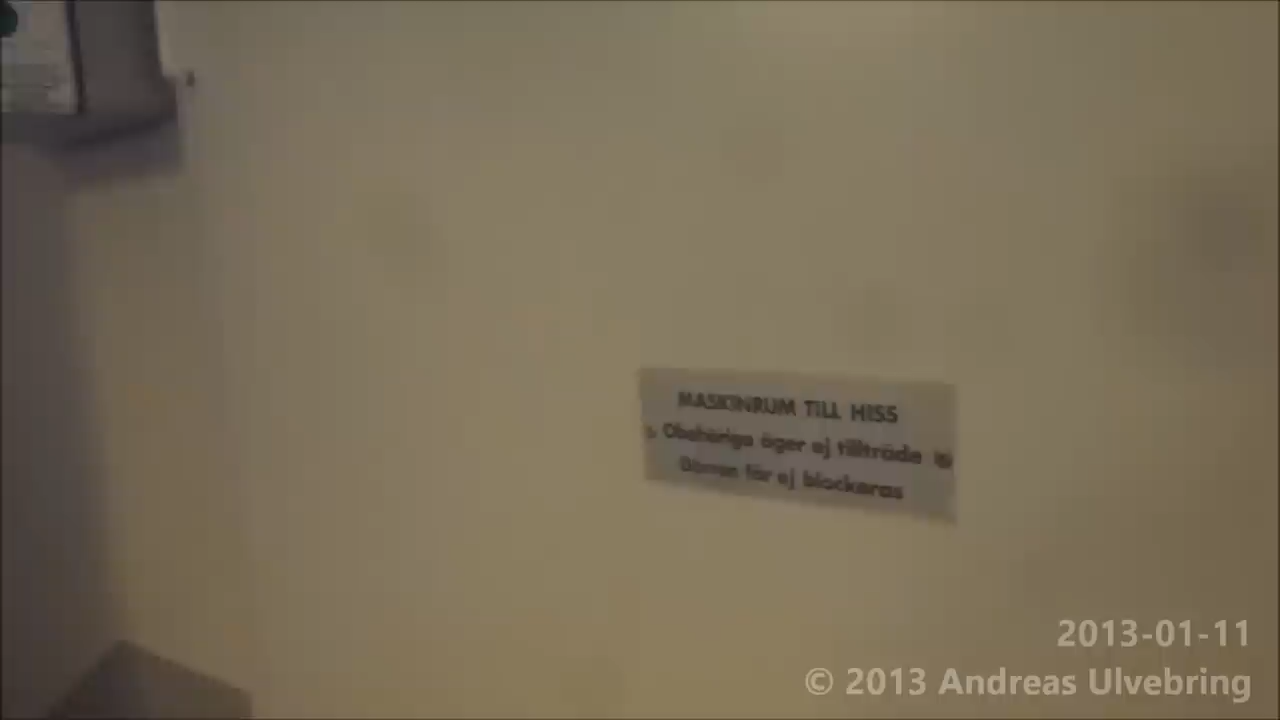 MASKINRUM TILL HISS
Obehöriga äger ej tillträde
Dörren får ej blockeras
2013-01-11
© 2013 Andreas Ulvebring